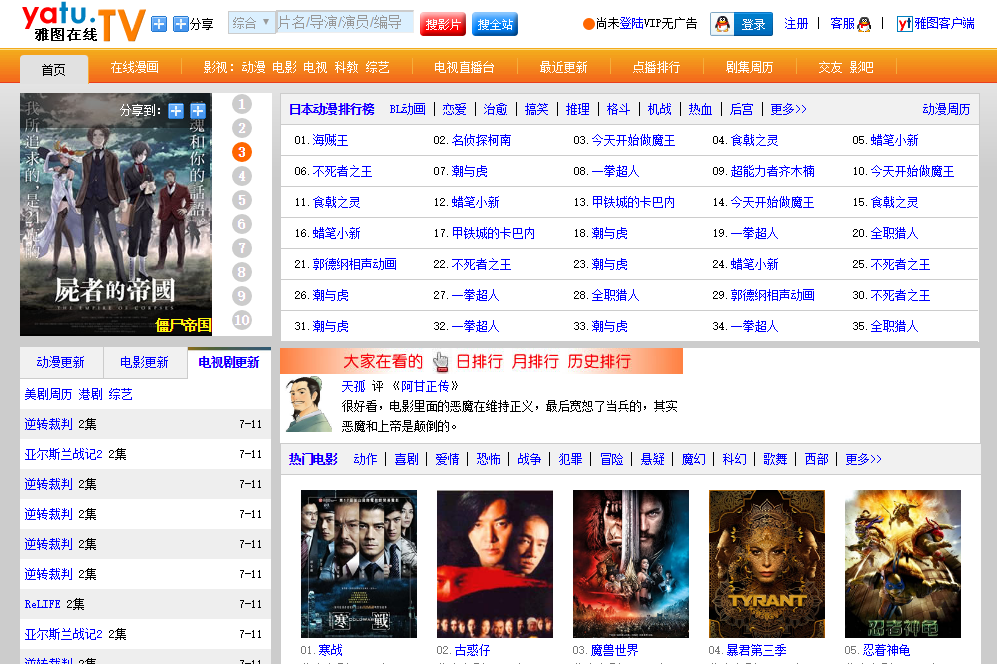 yatu.TV
雅图在线
分享
综合 片名/导演/演员/编导 搜影片 搜全站
尚未登陆VIP无广告 登录 注册 | 客服 | yt雅图客户端
首页 在线漫画 影视: 动漫 电影 电视 科教 综艺 电视直播台 最近更新 点播排行 剧集周历 交友 影吧
分享到:
我所追求的,是21
魂和你的話語
屍者的帝國
THE EMPIRE OF CORPSES
僵尸帝国
1
2
3
4
5
6
7
8
9
10
日本动漫排行榜 BL动画 | 恋爱 | 治愈 | 搞笑 | 推理 | 格斗 | 机战 | 热血 | 后宫 | 更多>> 动漫周历
01. 海贼王 02. 名侦探柯南 03. 今天开始做魔王 04. 食戟之灵 05. 蜡笔小新
06. 不死者之王 07. 潮与虎 08. 一拳超人 09. 超能力者齐木楠 10. 今天开始做魔王
11. 食戟之灵 12. 蜡笔小新 13. 甲铁城的卡巴内 14. 今天开始做魔王 15. 食戟之灵
16. 蜡笔小新 17. 甲铁城的卡巴内 18. 潮与虎 19. 一拳超人 20. 全职猎人
21. 郭德纲相声动画 22. 不死者之王 23. 潮与虎 24. 蜡笔小新 25. 不死者之王
26. 潮与虎 27. 一拳超人 28. 全职猎人 29. 郭德纲相声动画 30. 不死者之王
31. 潮与虎 32. 一拳超人 33. 潮与虎 34. 一拳超人 35. 全职猎人
动漫更新 电影更新 电视剧更新
美剧周历 港剧 综艺
逆转裁判 2集 7-11
亚尔斯兰战记2 2集 7-11
逆转裁判 2集 7-11
逆转裁判 2集 7-11
逆转裁判 2集 7-11
逆转裁判 2集 7-11
ReLIFE 2集 7-11
亚尔斯兰战记2 2集 7-11
逆转裁判 2集 7-11
大家在看的 日排行 月排行 历史排行
天孤 评 《阿甘正传》
很好看,电影里面的恶魔在维持正义,最后宽恕了当兵的,其实
恶魔和上帝是颠倒的。
热门电影 动作 | 喜剧 | 爱情 | 恐怖 | 战争 | 犯罪 | 冒险 | 悬疑 | 魔幻 | 科幻 | 歌舞 | 西部 | 更多>>
寒戰
TYRANT
忍者神龟
01. 寒战 02. 古惑仔 03. 魔兽世界 04. 暴君第三季 05. 忍着神龟